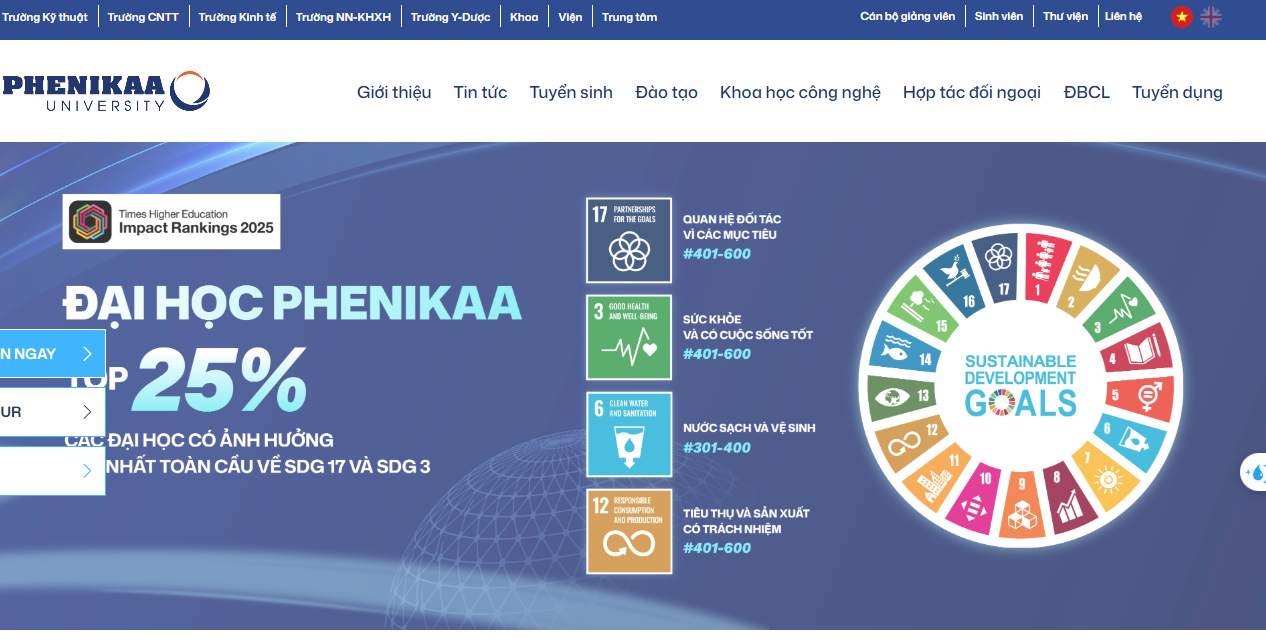 Trường Kỹ thuật
Trường CNTT
Trường Kinh tế
Trường NN-KHXH
Trường Y-Dược
Khoa
Viện
Trung tâm
Cán bộ giảng viên
Sinh viên
Thư viện
Liên hệ
PHENIKAA
UNIVERSITY
Giới thiệu
Tin tức
Tuyển sinh
Đào tạo
Khoa học công nghệ
Hợp tác đối ngoại
ĐBCL
Tuyển dụng
Times Higher Education
Impact Rankings 2025
ĐẠI HỌC PHENIKAA
TOP 25%
CÁC ĐẠI HỌC CÓ ẢNH HƯỞNG
NHẤT TOÀN CẦU VỀ SDG 17 VÀ SDG 3
N NGAY
UR
17 PARTNERSHIPS
FOR THE GOALS
QUAN HỆ ĐỐI TÁC
VÌ CÁC MỤC TIÊU
#401-600
3 GOOD HEALTH
AND WELL-BEING
SỨC KHỎE
VÀ CÓ CUỘC SỐNG TỐT
#401-600
6 CLEAN WATER
AND SANITATION
NƯỚC SẠCH VÀ VỆ SINH
#301-400
12 RESPONSIBLE
CONSUMPTION
AND PRODUCTION
TIÊU THỤ VÀ SẢN XUẤT
CÓ TRÁCH NHIỆM
#401-600
SUSTAINABLE
DEVELOPMENT
GOALS
1
2
3
4
5
6
7
8
9
10
11
12
13
14
15
16
17